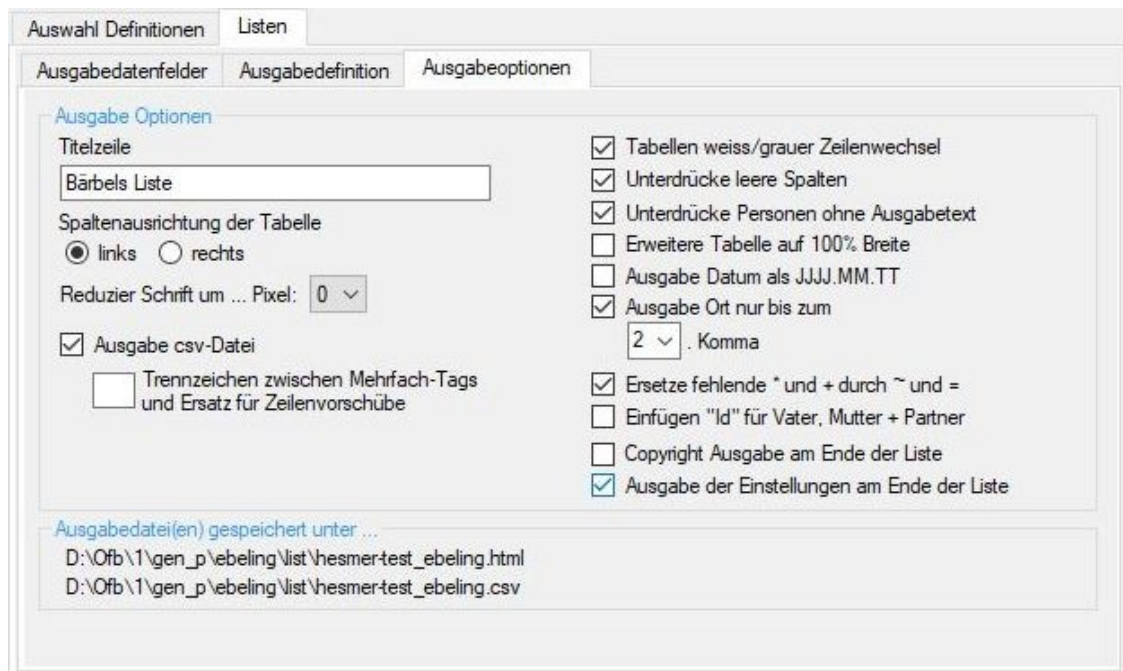 Auswahl Definitionen
Listen
Ausgabedatenfelder
Ausgabedefinition
Ausgabeoptionen
Ausgabe Optionen
Titelzeile
Bärbels Liste
Spaltenausrichtung der Tabelle
links
rechts
Reduzier Schrift um ... Pixel:
0
Ausgabe csv-Datei
Trennzeichen zwischen Mehrfach-Tags
und Ersatz für Zeilenvorschübe
Tabellen weiss/grauer Zeilenwechsel
Unterdrücke leere Spalten
Unterdrücke Personen ohne Ausgabetext
Erweitere Tabelle auf 100% Breite
Ausgabe Datum als JJJJ.MM.TT
Ausgabe Ort nur bis zum
2 . Komma
Ersetze fehlende * und + durch ~ und =
Einfügen "Id" für Vater, Mutter + Partner
Copyright Ausgabe am Ende der Liste
Ausgabe der Einstellungen am Ende der Liste
Ausgabedatei(en) gespeichert unter ...
D:\Ofb\1\gen_p\ebeling\list\hesmer-test_ebeling.html
D:\Ofb\1\gen_p\ebeling\list\hesmer-test_ebeling.csv